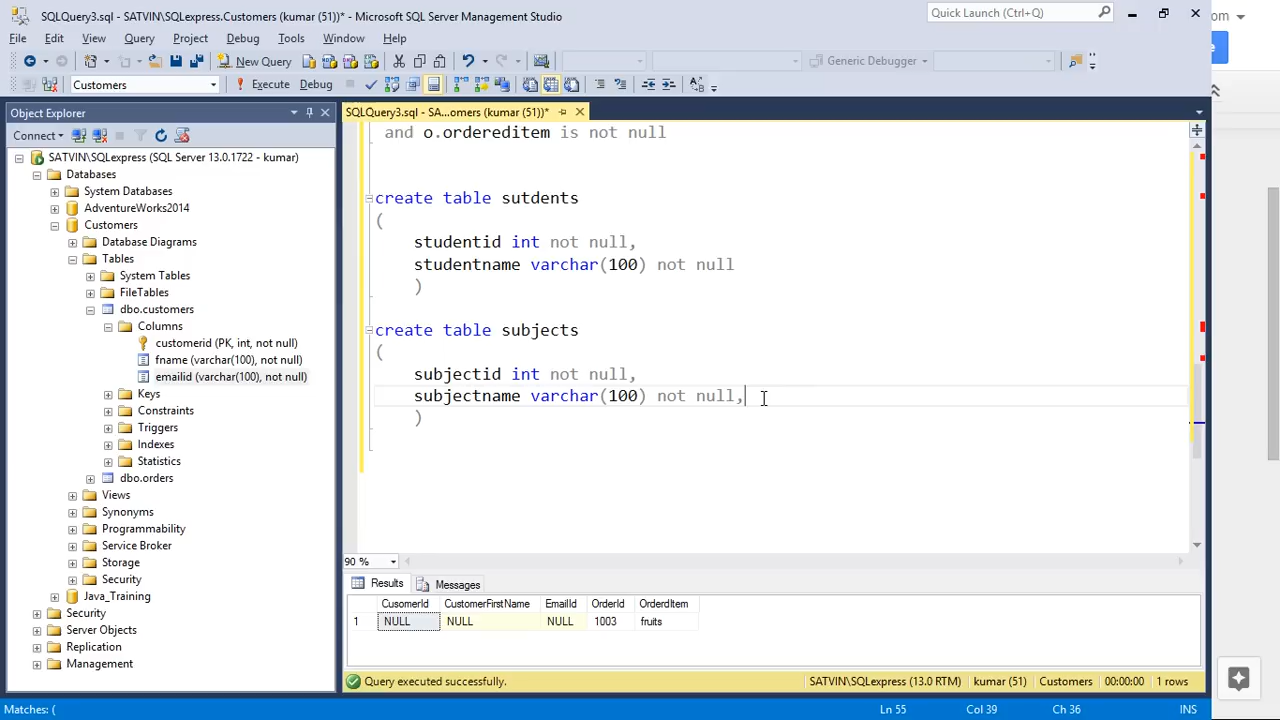 SQLQuery3.sql - SATVIN\SQLexpress.Customers (kumar (51))* - Microsoft SQL Server Management Studio
Quick Launch (Ctrl+Q)
File Edit View Query Project Debug Tools Window Help
New Query
Generic Debugger
Customers
Execute Debug
Object Explorer
Connect
SATVIN\SQLexpress (SQL Server 13.0.1722 - kumar)
Databases
System Databases
AdventureWorks2014
Customers
Database Diagrams
Tables
System Tables
FileTables
dbo.customers
Columns
customerid (PK, int, not null)
fname (varchar(100), not null)
emailid (varchar(100), not null)
Keys
Constraints
Triggers
Indexes
Statistics
dbo.orders
Views
Synonyms
Programmability
Service Broker
Storage
Security
Java_Training
Security
Server Objects
Replication
Management
SQLQuery3.sql - SA...omers (kumar (51))*
and o.ordereditem is not null
create table sutdents
(
studentid int not null,
studentname varchar(100) not null
)
create table subjects
(
subjectid int not null,
subjectname varchar(100) not null,
)
90 %
Results Messages
CusomerId CustomerFirstName EmailId OrderId OrderdItem
1 NULL NULL NULL 1003 fruits
Query executed successfully.
SATVIN\SQLexpress (13.0 RTM) kumar (51) Customers 00:00:00 1 rows
Matches: (
Ln 55 Col 39 Ch 36 INS
om